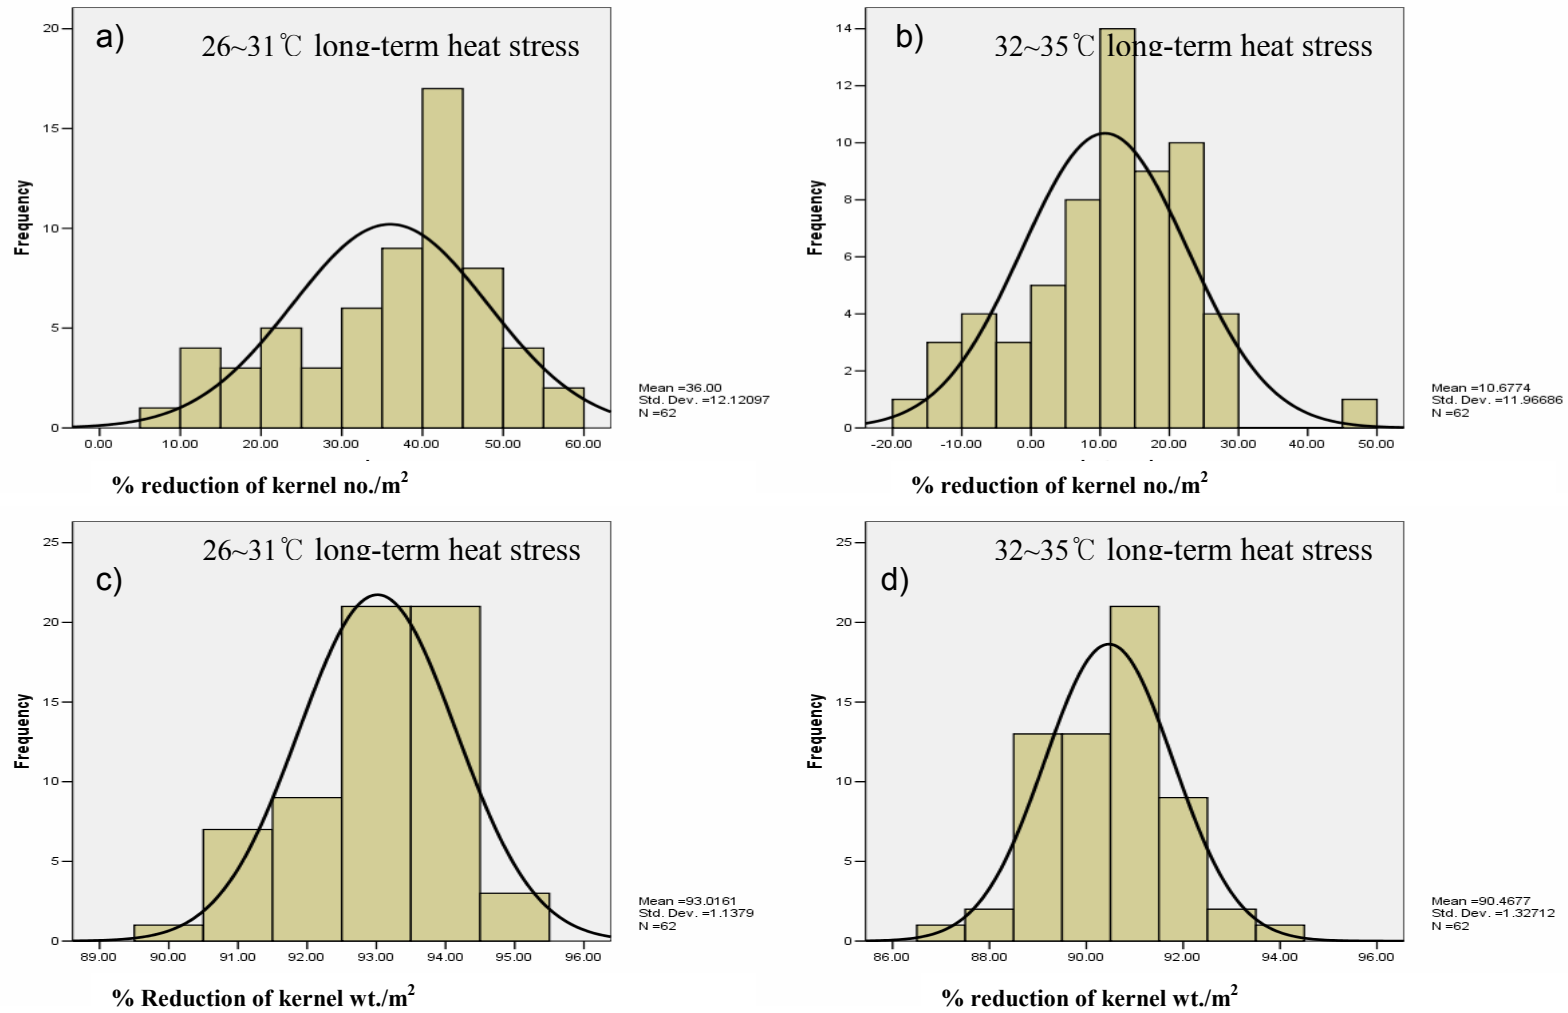 a)
26~31℃ long-term heat stress
20
15
10
5
0
Frequency
0.00 10.00 20.00 30.00 40.00 50.00 60.00
Mean =36.00
Std. Dev. =12.12097
N =62
% reduction of kernel no./m²
b)
32~35℃ long-term heat stress
14
12
10
8
6
4
2
0
Frequency
-20.00 -10.00 0.00 10.00 20.00 30.00 40.00 50.00
Mean =10.6774
Std. Dev. =11.96686
N =62
% reduction of kernel no./m²
26~31℃ long-term heat stress
c)
25
20
15
10
5
0
Frequency
89.00 90.00 91.00 92.00 93.00 94.00 95.00 96.00
Mean =93.0161
Std. Dev. =1.1379
N =62
% Reduction of kernel wt./m²
32~35℃ long-term heat stress
d)
25
20
15
10
5
0
Frequency
86.00 88.00 90.00 92.00 94.00 96.00
Mean =90.4677
Std. Dev. =1.32712
N =62
% reduction of kernel wt./m²